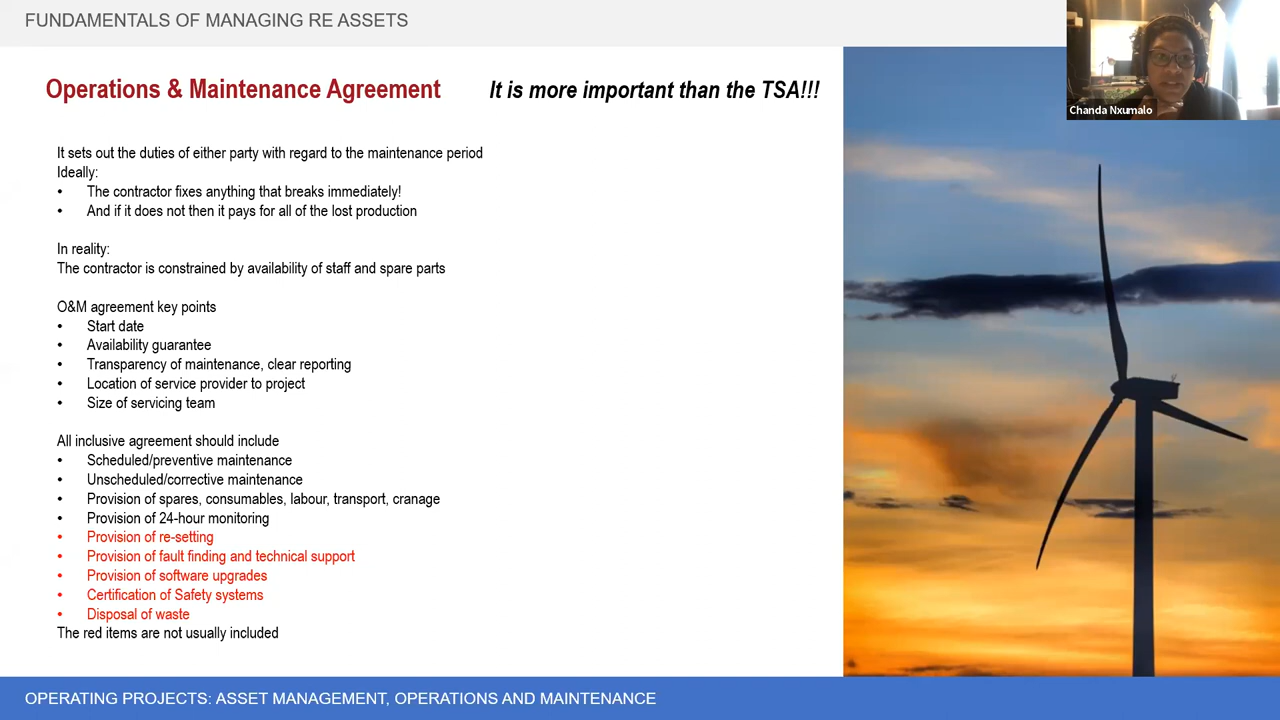 FUNDAMENTALS OF MANAGING RE ASSETS
Chanda Nxumalo
Operations & Maintenance Agreement
It is more important than the TSA!!!
It sets out the duties of either party with regard to the maintenance period
Ideally:
• The contractor fixes anything that breaks immediately!
• And if it does not then it pays for all of the lost production
In reality:
The contractor is constrained by availability of staff and spare parts
O&M agreement key points
• Start date
• Availability guarantee
• Transparency of maintenance, clear reporting
• Location of service provider to project
• Size of servicing team
All inclusive agreement should include
• Scheduled/preventive maintenance
• Unscheduled/corrective maintenance
• Provision of spares, consumables, labour, transport, cranage
• Provision of 24-hour monitoring
• Provision of re-setting
• Provision of fault finding and technical support
• Provision of software upgrades
• Certification of Safety systems
• Disposal of waste
The red items are not usually included
OPERATING PROJECTS: ASSET MANAGEMENT, OPERATIONS AND MAINTENANCE